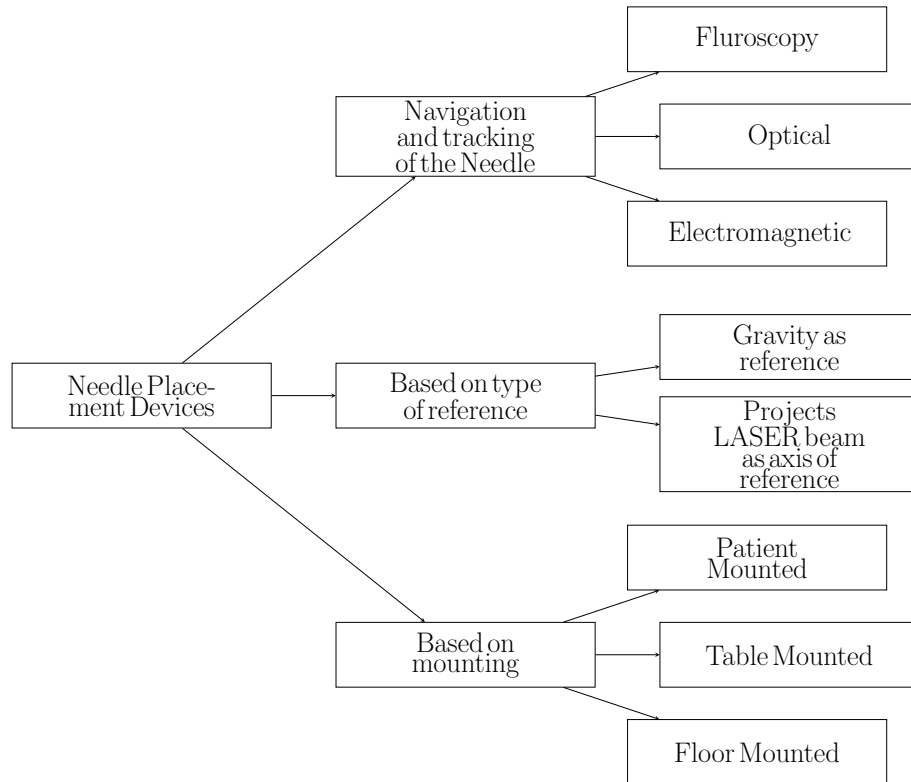 Fluroscopy
Navigation
and tracking
of the Needle
Optical
Electromagnetic
Gravity as
reference
Needle Place-
ment Devices
Based on type
of reference
Projects
LASER beam
as axis of
reference
Patient
Mounted
Based on
mounting
Table Mounted
Floor Mounted